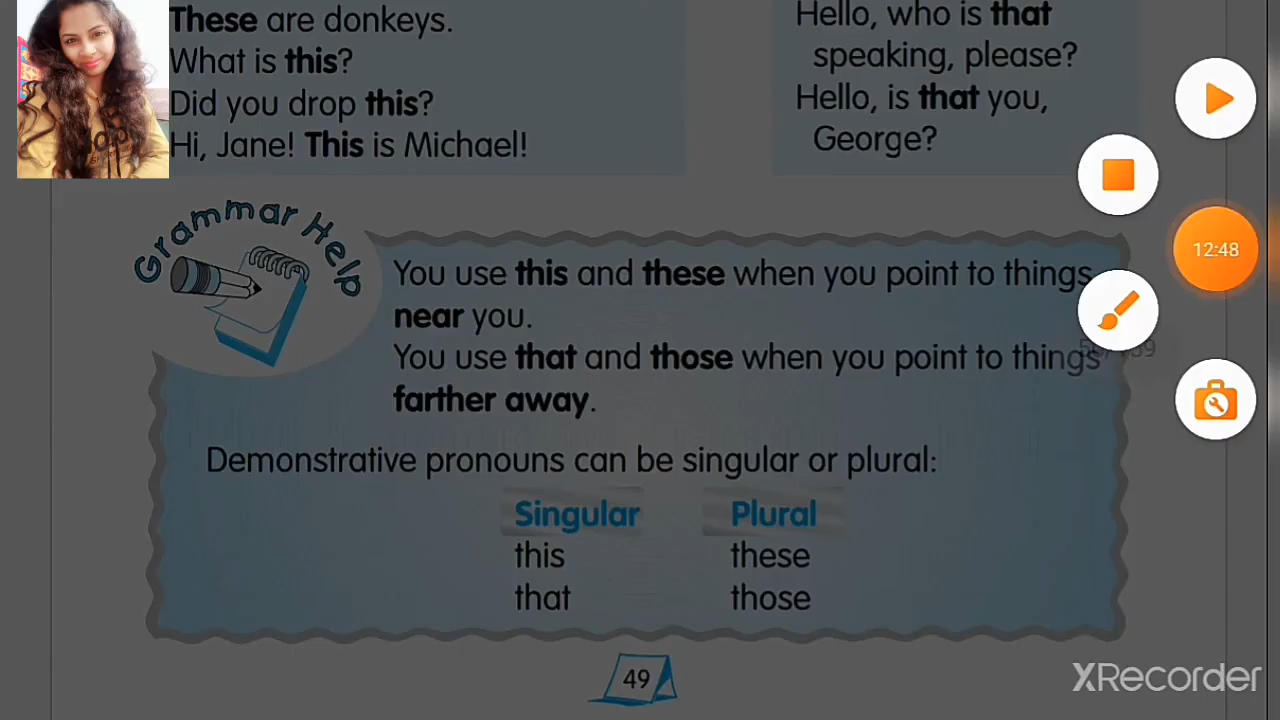 These are donkeys.
What is this?
Did you drop this?
Hi, Jane! This is Michael!
Hello, who is that
speaking, please?
Hello, is that you,
George?
Grammar Help
You use this and these when you point to things
near you.
You use that and those when you point to things
farther away.
Demonstrative pronouns can be singular or plural:
Singular Plural
this these
that those
49
12:48
XRecorder